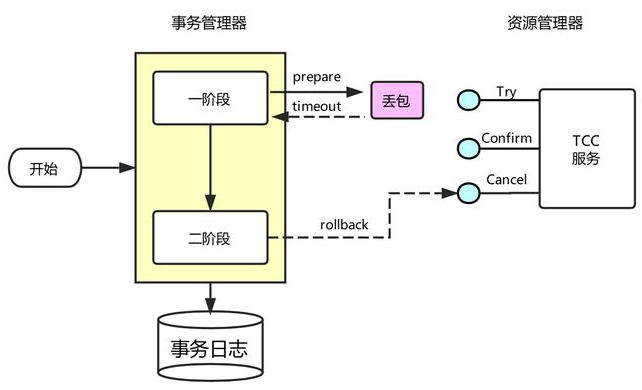 事务管理器
资源管理器
一阶段
prepare
timeout
丢包
Try
Confirm
Cancel
TCC
服务
开始
二阶段
rollback
事务日志